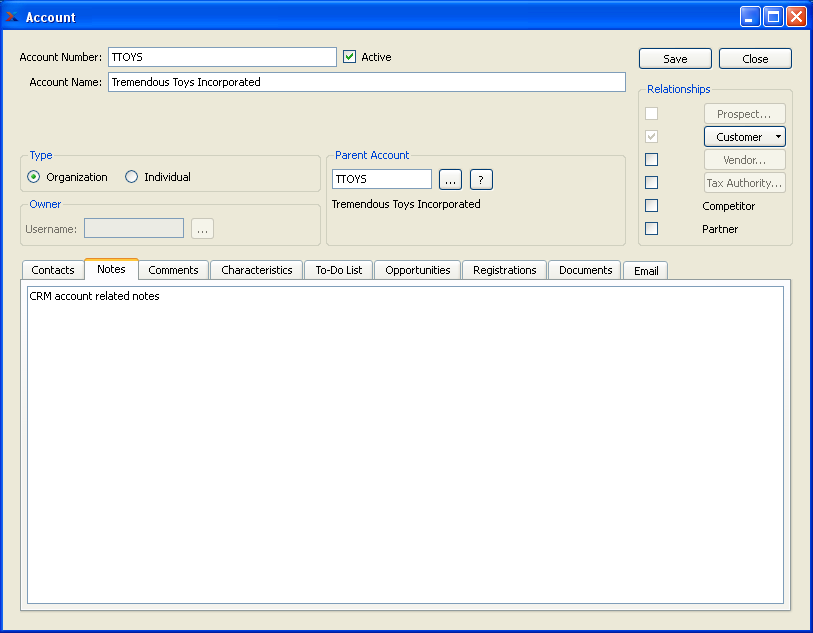 Account
Account Number: TTOYS Active
Save Close
Account Name: Tremendous Toys Incorporated
Relationships
Prospect...
Customer
Vendor...
Tax Authority...
Competitor
Partner
Type
Organization Individual
Parent Account
TTOYS ... ?
Tremendous Toys Incorporated
Owner
Username: ...
Contacts Notes Comments Characteristics To-Do List Opportunities Registrations Documents Email
CRM account related notes